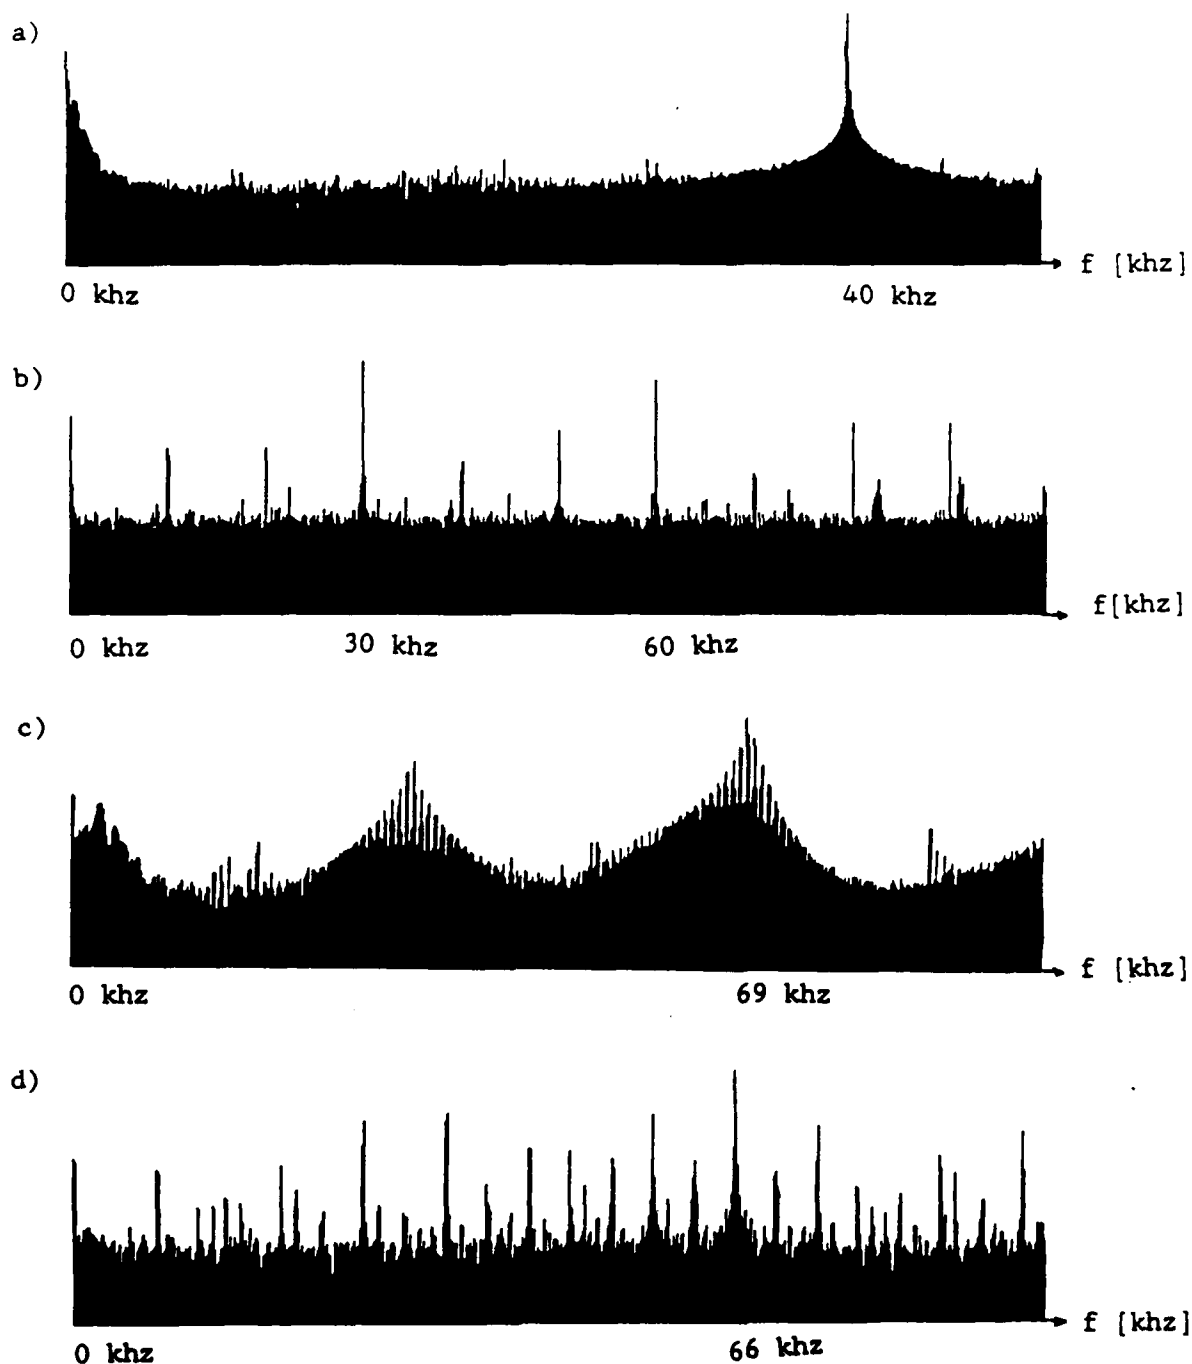 a)
f [khz]
0 khz 40 khz
b)
f[khz]
0 khz 30 khz 60 khz
c)
f [khz]
0 khz 69 khz
d)
f [khz]
0 khz 66 khz